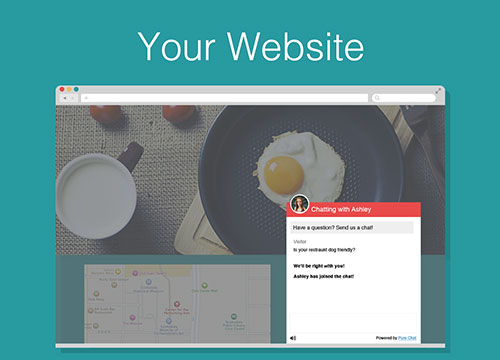 Your Website
Chatting with Ashley
Have a question? Send us a chat!
Visitor
Is your restraunt dog friendly?
We'll be right with you!
Ashley has joined the chat!
Powered by Pure Chat